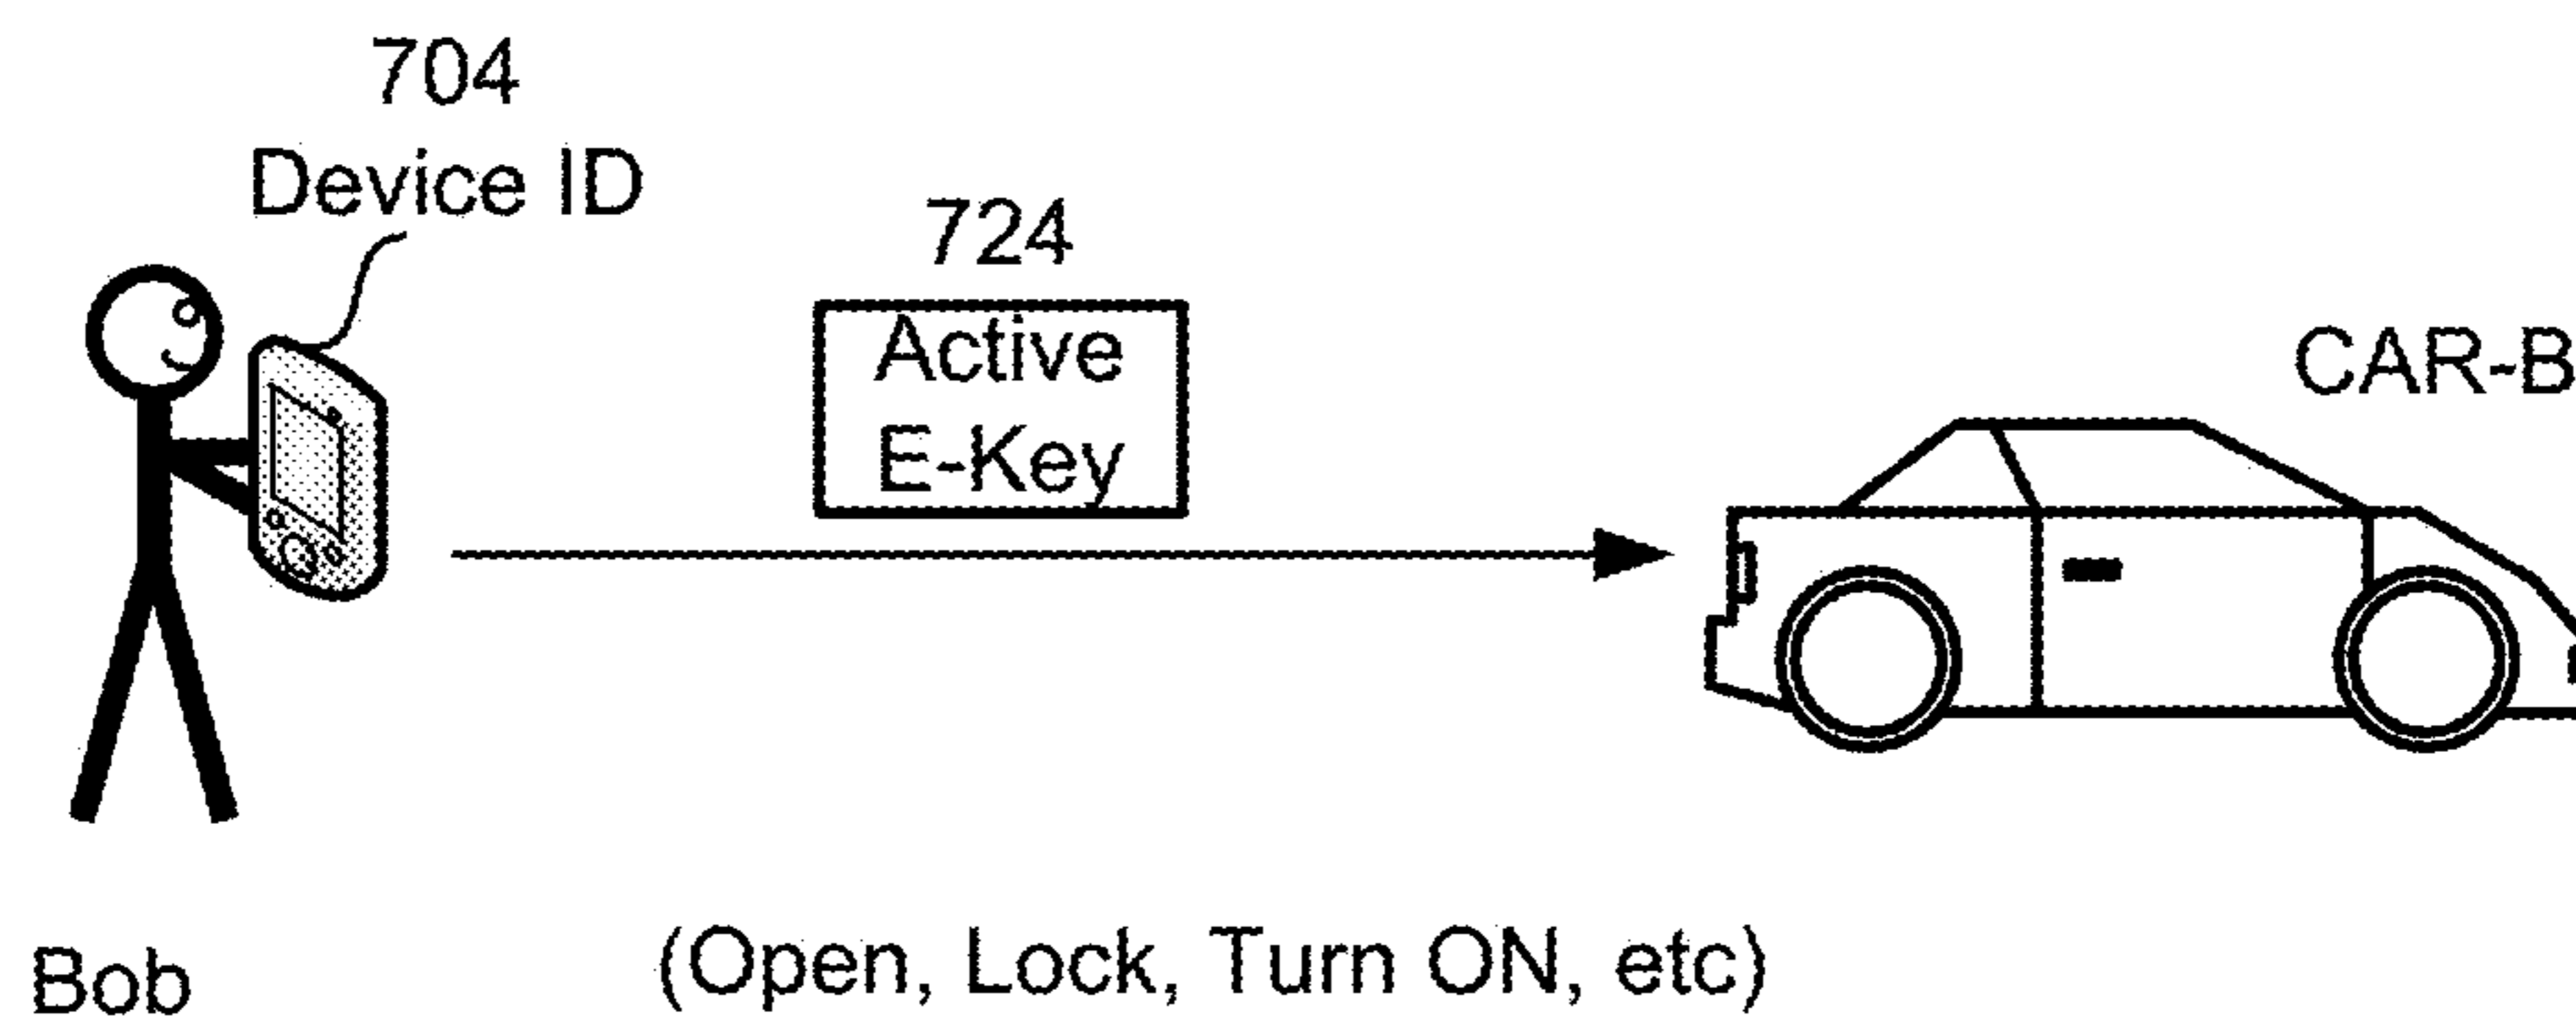 704
Device ID
724
Active
E-Key
CAR-B
Bob
(Open, Lock, Turn ON, etc)